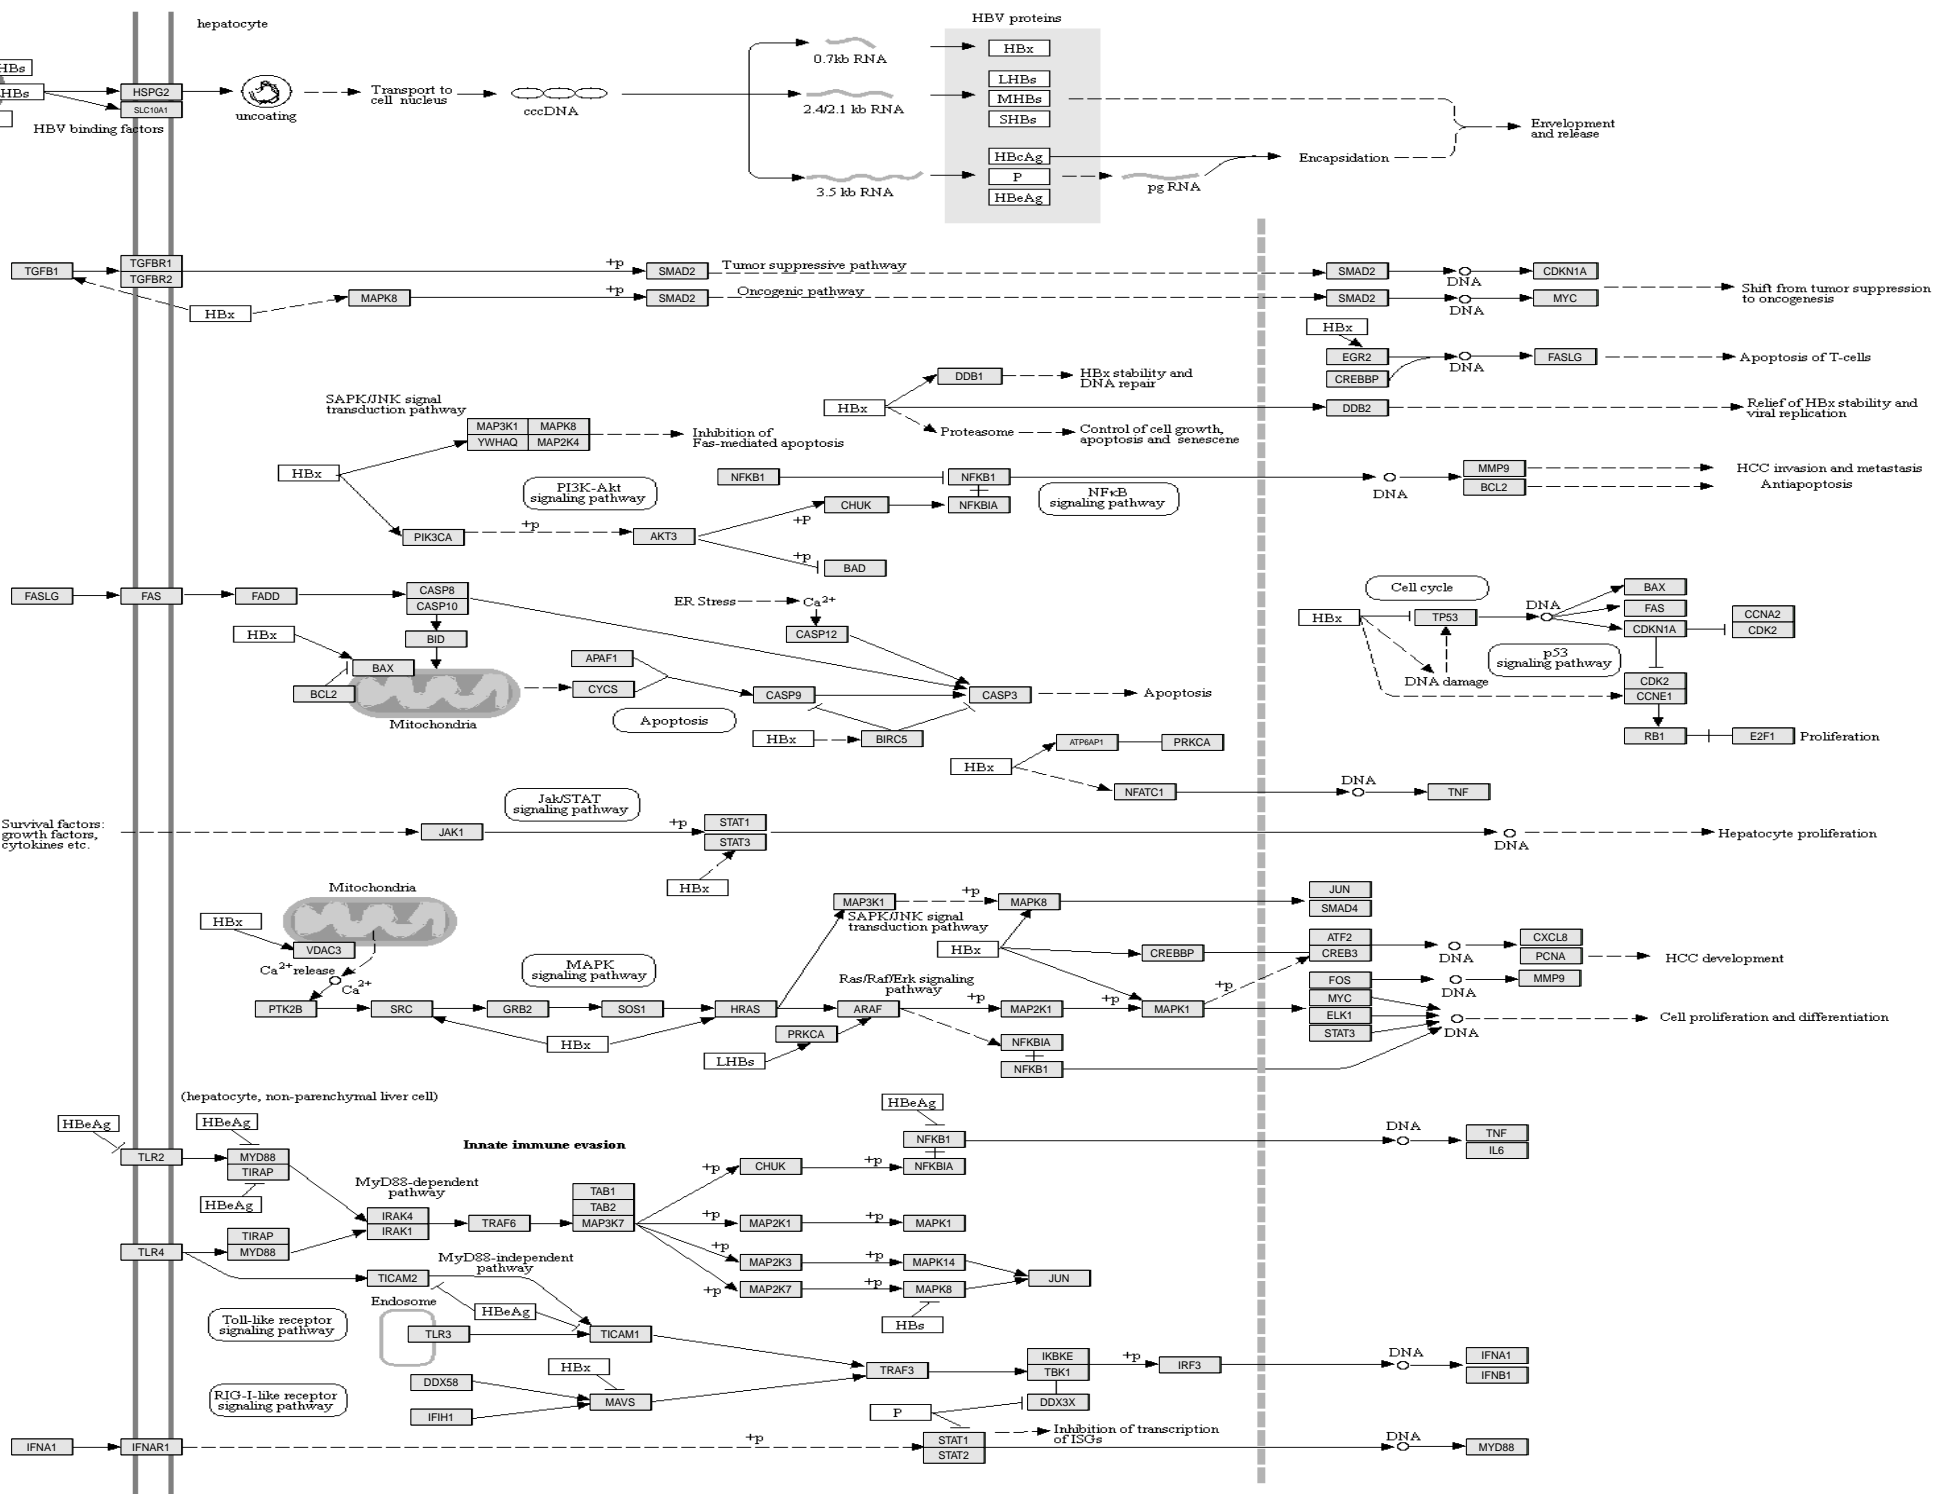 hepatocyte
HBV proteins
0.7kb RNA
HBx
HBs
HBs
HSPG2
SLC10A1
HBV binding factors
uncoating
Transport to
cell nucleus
cccDNA
2.4/2.1 kb RNA
LHBs
MHBs
SHBs
Envelopment
and release
3.5 kb RNA
HBcAg
P
HBeAg
pg RNA
Encapsidation
TGFB1
TGFBR1
TGFBR2
+p
SMAD2
Tumor suppressive pathway
SMAD2
DNA
CDKN1A
HBx
MAPK8
+p
SMAD2
Oncogenic pathway
SMAD2
DNA
MYC
Shift from tumor suppression
to oncogenesis
HBx
EGR2
CREBBP
DNA
FASLG
Apoptosis of T-cells
DDB1
HBx stability and
DNA repair
HBx
DDB2
Relief of HBx stability and
viral replication
Proteasome
Control of cell growth,
apoptosis and senescene
SAPK/JNK signal
transduction pathway
MAP3K1
MAPK8
YWHAQ
MAP2K4
Inhibition of
Fas-mediated apoptosis
HBx
PI3K-Akt
signaling pathway
NFKB1
NFKB1
NFκB
signaling pathway
DNA
MMP9
BCL2
HCC invasion and metastasis
Antiapoptosis
CHUK
NFKBIA
PIK3CA
+p
AKT3
+P
+p
BAD
FASLG
FAS
FADD
CASP8
CASP10
ER Stress
Ca2+
CASP12
HBx
BID
BAX
BCL2
Mitochondria
APAF1
CYCS
Apoptosis
CASP9
CASP3
Apoptosis
HBx
BIRC5
Cell cycle
HBx
TP53
DNA
BAX
FAS
CDKN1A
CCNA2
CDK2
p53
signaling pathway
DNA damage
CDK2
CCNE1
RB1
E2F1
Proliferation
ATP6AP1
PRKCA
HBx
NFATC1
DNA
TNF
Survival factors:
growth factors,
cytokines etc.
JAK1
Jak/STAT
signaling pathway
+p
STAT1
STAT3
HBx
DNA
Hepatocyte proliferation
Mitochondria
HBx
VDAC3
Ca2+ release
Ca2+
MAPK
signaling pathway
MAP3K1
+p
MAPK8
SAPK/JNK signal
transduction pathway
HBx
CREBBP
JUN
SMAD4
ATF2
CREB3
DNA
CXCL8
PCNA
HCC development
Ras/Raf/Erk signaling
pathway
PTK2B
SRC
GRB2
SOS1
HRAS
ARAF
+p
MAP2K1
+p
MAPK1
+p
FOS
MYC
ELK1
STAT3
DNA
MMP9
DNA
Cell proliferation and differentiation
HBx
PRKCA
LHBs
NFKBIA
NFKB1
(hepatocyte, non-parenchymal liver cell)
HBeAg
HBeAg
TLR2
MYD88
TIRAP
HBeAg
Innate immune evasion
HBeAg
NFKB1
NFKBIA
DNA
TNF
IL6
MyD88-dependent
pathway
IRAK4
IRAK1
TRAF6
TAB1
TAB2
MAP3K7
+p
CHUK
+p
+p
MAP2K1
+p
MAPK1
TLR4
TIRAP
MYD88
+p
MAP2K3
+p
MAPK14
+p
MAP2K7
+p
MAPK8
JUN
HBs
MyD88-independent
pathway
TICAM2
Endosome
HBeAg
TLR3
TICAM1
Toll-like receptor
signaling pathway
HBx
DDX58
IFIH1
MAVS
RIG-I-like receptor
signaling pathway
TRAF3
IKBKE
TBK1
DDX3X
+p
IRF3
DNA
IFNA1
IFNB1
P
IFNA1
IFNAR1
+p
STAT1
STAT2
Inhibition of transcription
of ISGs
DNA
MYD88